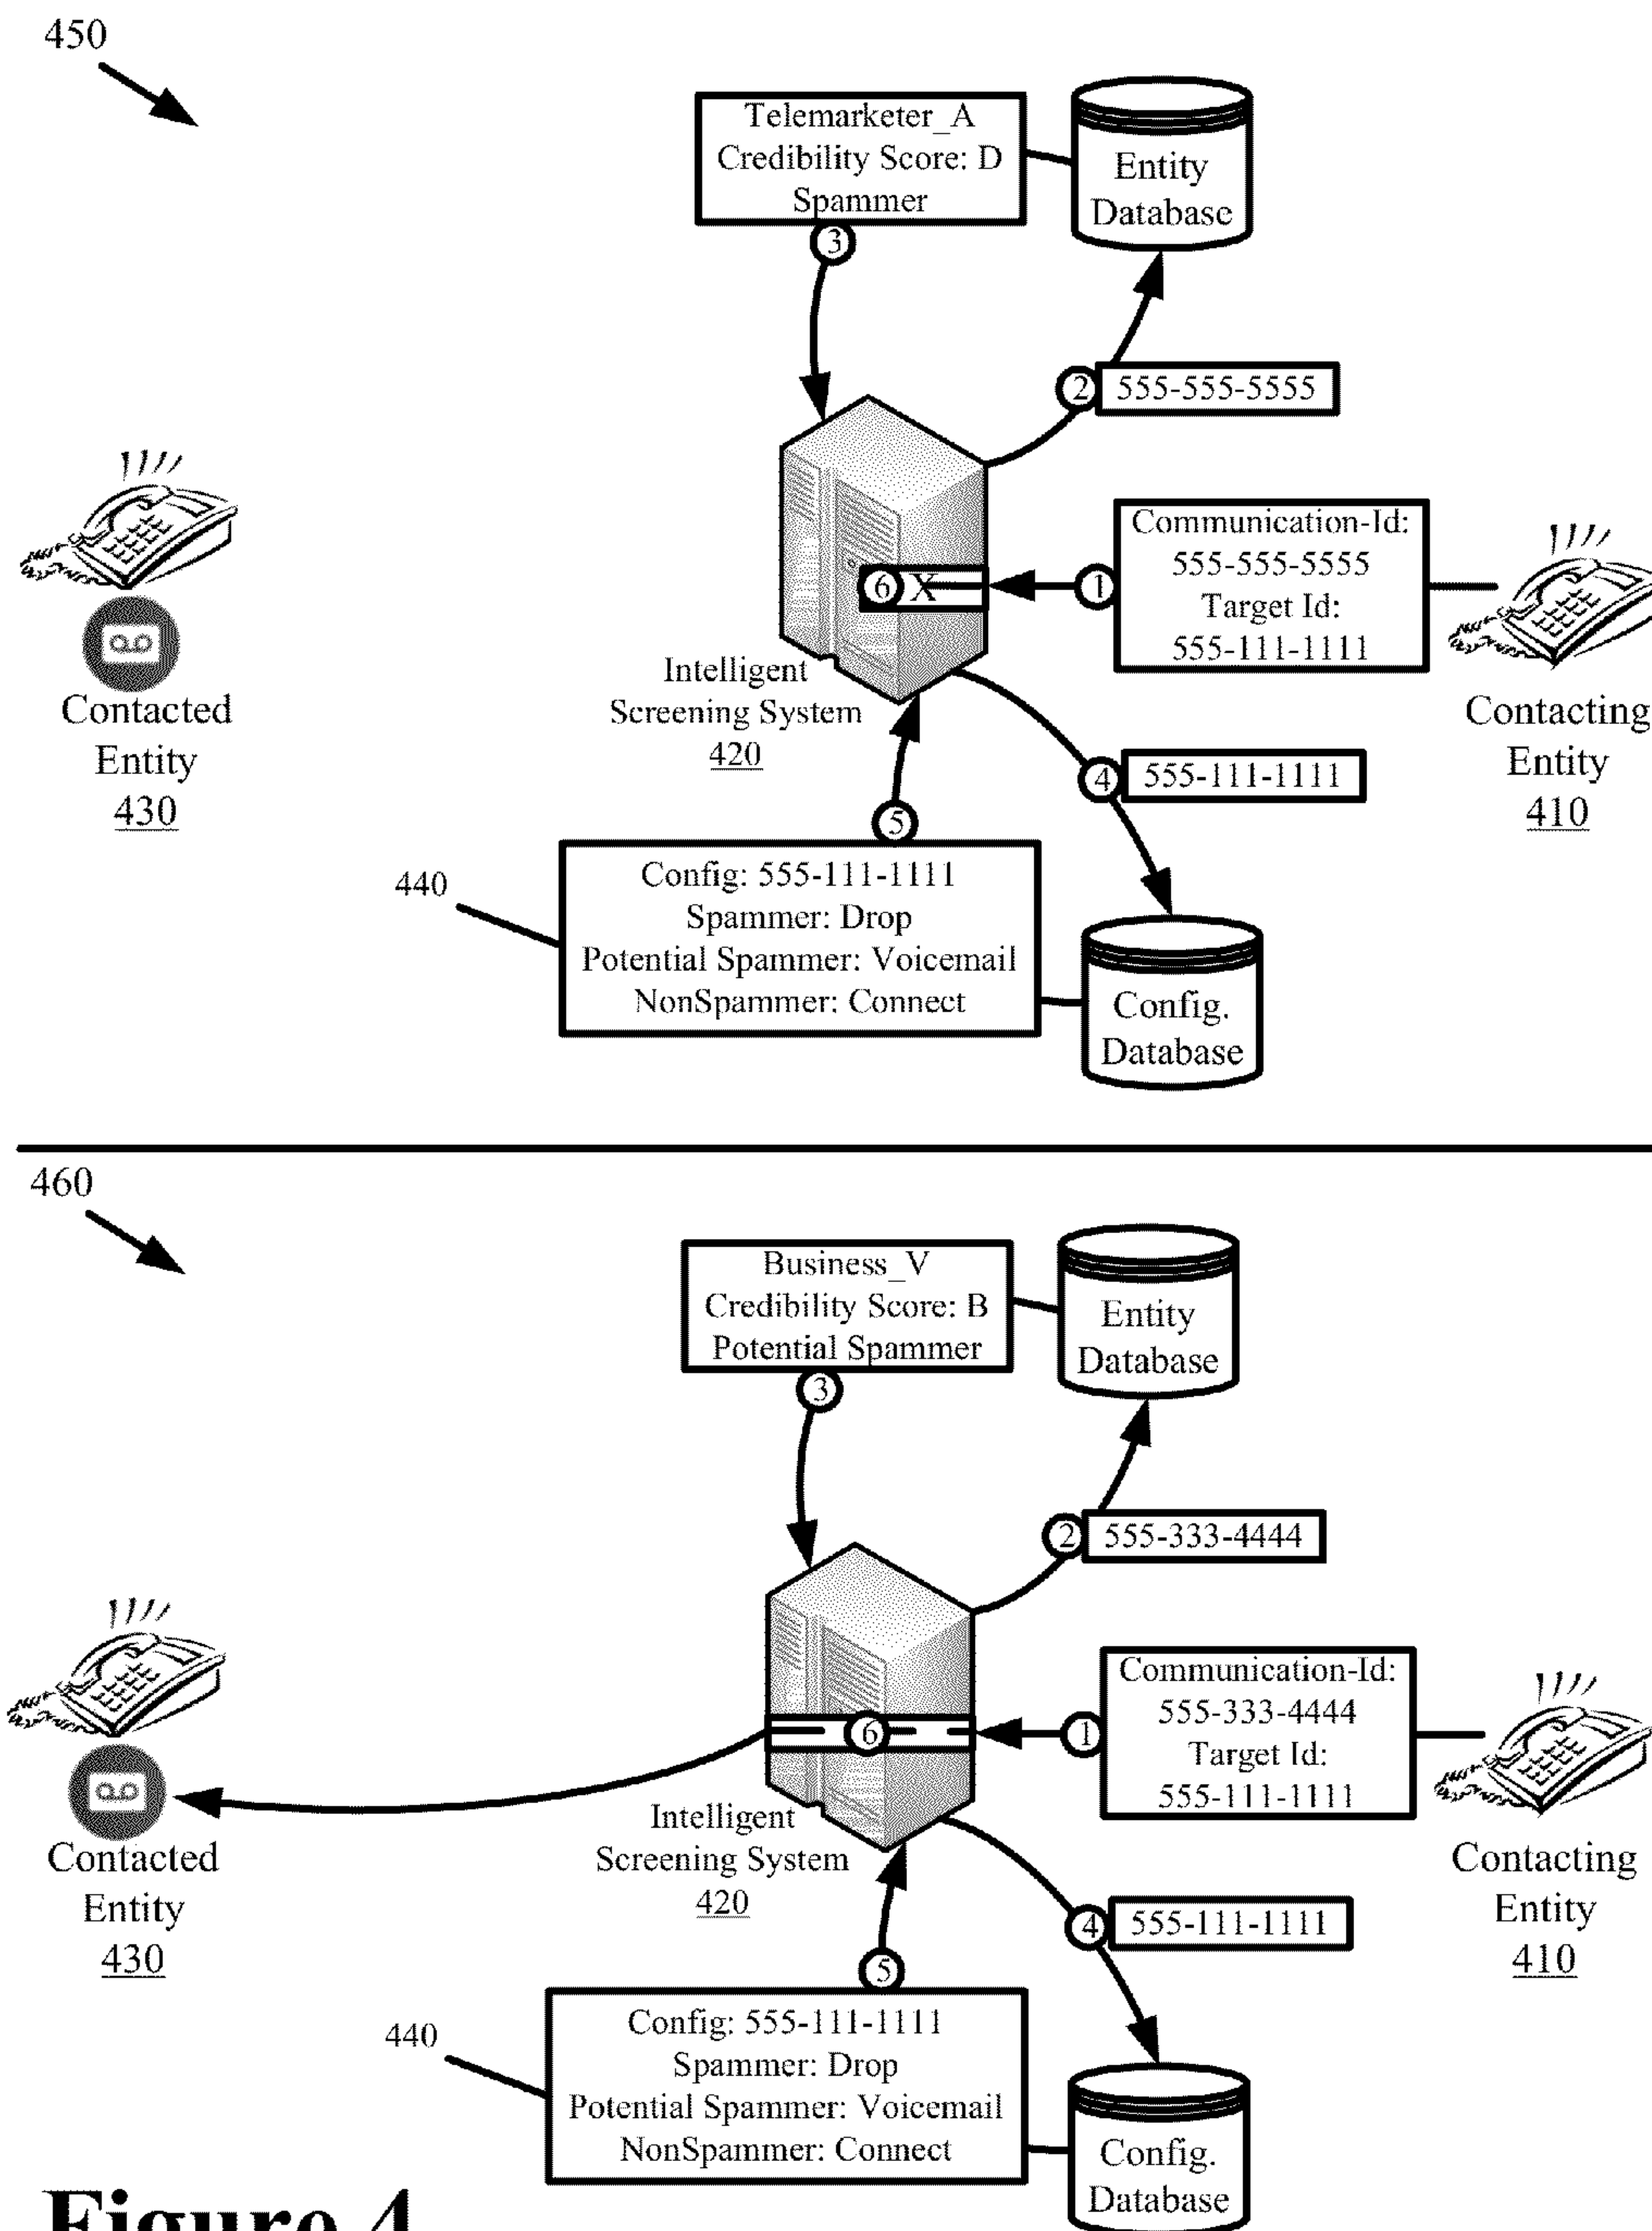 450
Telemarketer_A
Credibility Score: D
Spammer
Entity
Database
3
2
555-555-5555
Communication-Id:
555-555-5555
Target Id:
555-111-1111
1
6 X
Intelligent
Screening System
420
Contacted
Entity
430
Contacting
Entity
410
4
555-111-1111
5
440
Config: 555-111-1111
Spammer: Drop
Potential Spammer: Voicemail
NonSpammer: Connect
Config.
Database
460
Business_V
Credibility Score: B
Potential Spammer
Entity
Database
3
2
555-333-4444
Communication-Id:
555-333-4444
Target Id:
555-111-1111
1
6
Intelligent
Screening System
420
Contacted
Entity
430
Contacting
Entity
410
4
555-111-1111
5
440
Config: 555-111-1111
Spammer: Drop
Potential Spammer: Voicemail
NonSpammer: Connect
Config.
Database
Figure 4